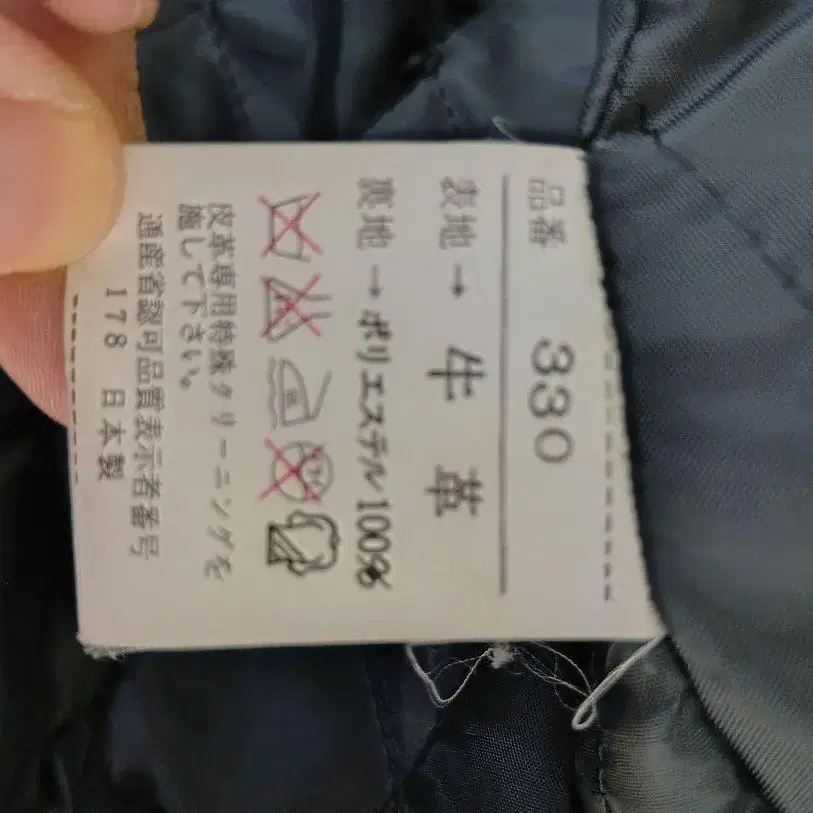 品番 330
表地→牛革
裏地→ポリエステル100%
皮革専用特殊クリーニングを
施して下さい。
通産省認可品質表示者番号
178 日本製